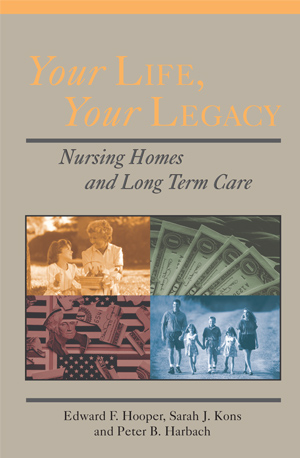 Your LIFE,
Your LEGACY
Nursing Homes
and Long Term Care
Edward F. Hooper, Sarah J. Kons
and Peter B. Harbach